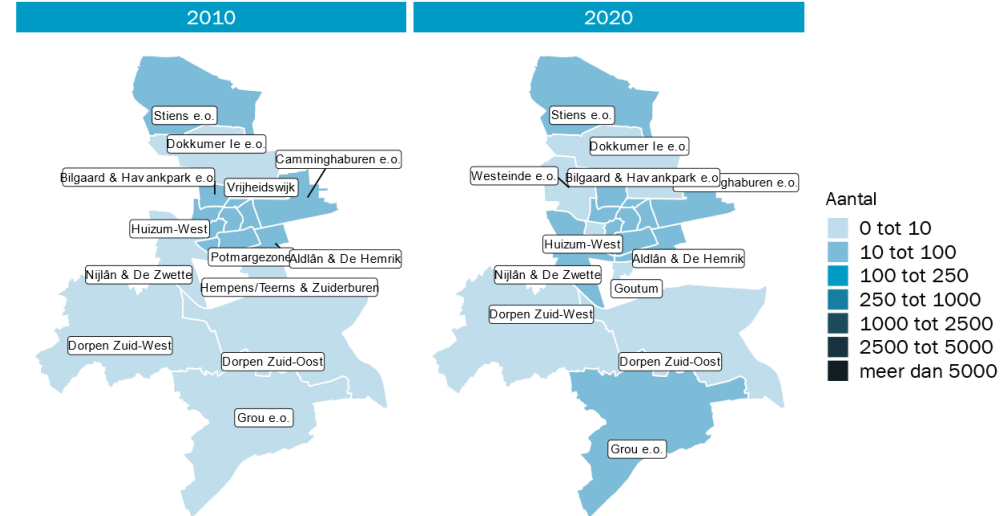 2010
2020
Stiens e.o.
Dokkumer Ie e.o.
Camminghaburen e.o.
Bilgaard & Havankpark e.o
Vrijheidswijk
Huizum-West
Potmargezone
Aldlân & De Hemrik
Nijlân & De Zwette
Hempens/Teerns & Zuiderburen
Dorpen Zuid-West
Dorpen Zuid-Oost
Grou e.o.
Stiens e.o.
Dokkumer Ie e.o.
Westeinde e.o.
Bilgaard & Havankpark e.o
ghaburen e.o.
Huizum-West
Aldlân & De Hemrik
Nijlân & De Zwette
Goutum
Dorpen Zuid-West
Dorpen Zuid-Oost
Grou e.o.
Aantal
0 tot 10
10 tot 100
100 tot 250
250 tot 1000
1000 tot 2500
2500 tot 5000
meer dan 5000